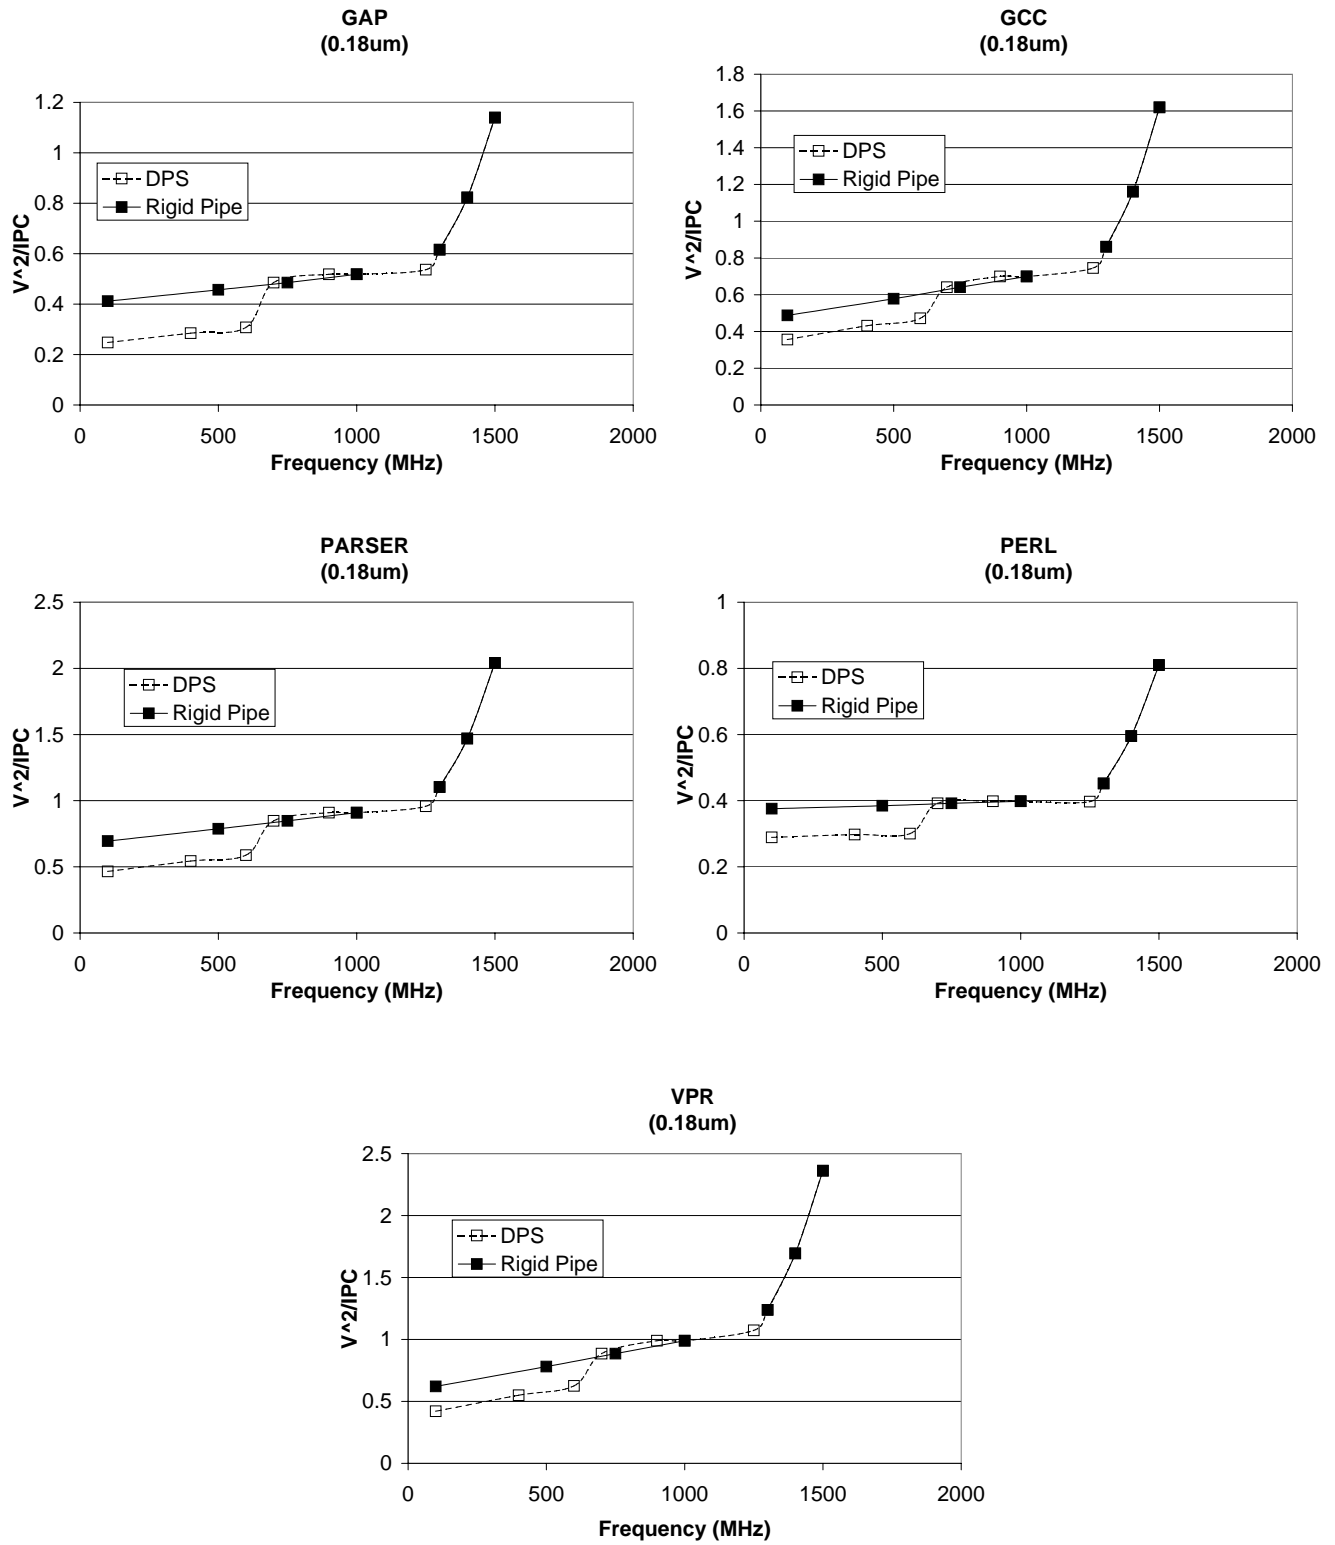 GAP
(0.18um)
V^2/IPC
1.2
1
0.8
0.6
0.4
0.2
0
DPS
Rigid Pipe
0 500 1000 1500 2000
Frequency (MHz)
GCC
(0.18um)
V^2/IPC
1.8
1.6
1.4
1.2
1
0.8
0.6
0.4
0.2
0
DPS
Rigid Pipe
0 500 1000 1500 2000
Frequency (MHz)
PARSER
(0.18um)
V^2/IPC
2.5
2
1.5
1
0.5
0
DPS
Rigid Pipe
0 500 1000 1500 2000
Frequency (MHz)
PERL
(0.18um)
V^2/IPC
1
0.8
0.6
0.4
0.2
0
DPS
Rigid Pipe
0 500 1000 1500 2000
Frequency (MHz)
VPR
(0.18um)
V^2/IPC
2.5
2
1.5
1
0.5
0
DPS
Rigid Pipe
0 500 1000 1500 2000
Frequency (MHz)